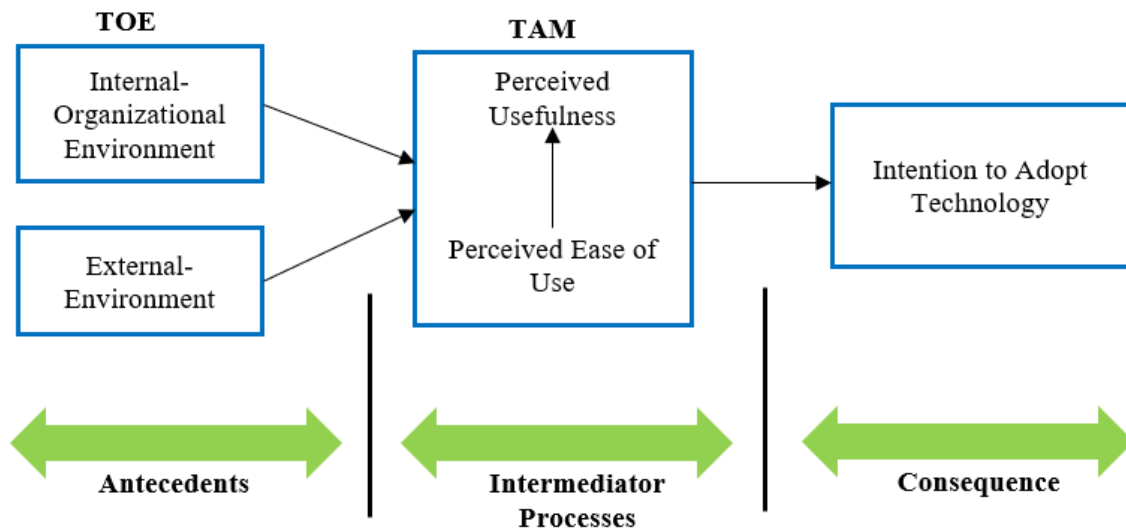 TOE
Internal-
Organizational
Environment
External-
Environment
TAM
Perceived
Usefulness
Perceived Ease of
Use
Intention to Adopt
Technology
Antecedents
Intermediator
Processes
Consequence